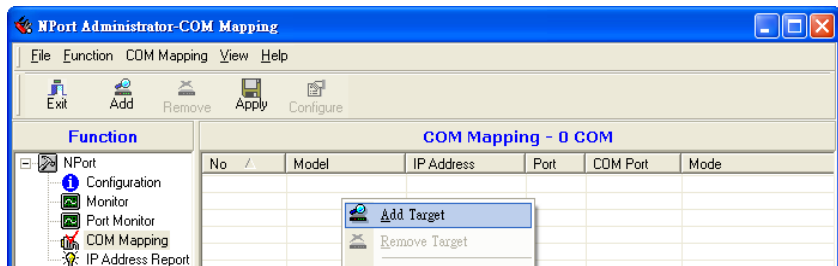 NPort Administrator-COM Mapping
File Function COM Mapping View Help
Exit Add Remove Apply Configure
Function
COM Mapping - 0 COM
NPort
Configuration
Monitor
Port Monitor
COM Mapping
IP Address Report
No Model IP Address Port COM Port Mode
Add Target
Remove Target